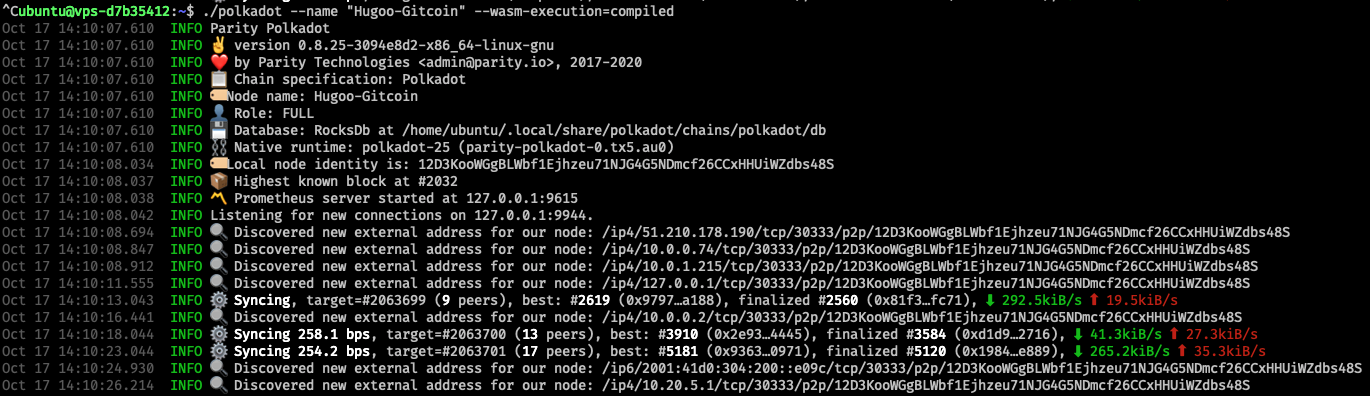 ^Cubuntu@vps-d7b35412:~$ ./polkadot --name "Hugoo-Gitcoin" --wasm-execution=compiled
Oct 17 14:10:07.610  INFO Parity Polkadot
Oct 17 14:10:07.610  INFO ✌️ version 0.8.25-3094e8d2-x86_64-linux-gnu
Oct 17 14:10:07.610  INFO ❤️ by Parity Technologies <admin@parity.io>, 2017-2020
Oct 17 14:10:07.610  INFO 📋 Chain specification: Polkadot
Oct 17 14:10:07.610  INFO 🏷 Node name: Hugoo-Gitcoin
Oct 17 14:10:07.610  INFO 👤 Role: FULL
Oct 17 14:10:07.610  INFO 💾 Database: RocksDb at /home/ubuntu/.local/share/polkadot/chains/polkadot/db
Oct 17 14:10:07.610  INFO ⛓ Native runtime: polkadot-25 (parity-polkadot-0.tx5.au0)
Oct 17 14:10:08.034  INFO 🏷 Local node identity is: 12D3KooWGgBLWbf1Ejhzeu71NJG4G5NDmcf26CCxHHUiWZdbs48S
Oct 17 14:10:08.037  INFO 📦 Highest known block at #2032
Oct 17 14:10:08.038  INFO 〽️ Prometheus server started at 127.0.0.1:9615
Oct 17 14:10:08.042  INFO Listening for new connections on 127.0.0.1:9944.
Oct 17 14:10:08.694  INFO 🔍 Discovered new external address for our node: /ip4/51.210.178.190/tcp/30333/p2p/12D3KooWGgBLWbf1Ejhzeu71NJG4G5NDmcf26CCxHHUiWZdbs48S
Oct 17 14:10:08.847  INFO 🔍 Discovered new external address for our node: /ip4/10.0.0.74/tcp/30333/p2p/12D3KooWGgBLWbf1Ejhzeu71NJG4G5NDmcf26CCxHHUiWZdbs48S
Oct 17 14:10:08.912  INFO 🔍 Discovered new external address for our node: /ip4/10.0.1.215/tcp/30333/p2p/12D3KooWGgBLWbf1Ejhzeu71NJG4G5NDmcf26CCxHHUiWZdbs48S
Oct 17 14:10:11.555  INFO 🔍 Discovered new external address for our node: /ip4/127.0.0.1/tcp/30333/p2p/12D3KooWGgBLWbf1Ejhzeu71NJG4G5NDmcf26CCxHHUiWZdbs48S
Oct 17 14:10:13.043  INFO ⚙️ Syncing, target=#2063699 (9 peers), best: #2619 (0x9797…a188), finalized #2560 (0x81f3…fc71), ⬇ 292.5kiB/s ⬆ 19.5kiB/s
Oct 17 14:10:16.441  INFO 🔍 Discovered new external address for our node: /ip4/10.0.0.2/tcp/30333/p2p/12D3KooWGgBLWbf1Ejhzeu71NJG4G5NDmcf26CCxHHUiWZdbs48S
Oct 17 14:10:18.044  INFO ⚙️ Syncing 258.1 bps, target=#2063700 (13 peers), best: #3910 (0x2e93…4445), finalized #3584 (0xd1d9…2716), ⬇ 41.3kiB/s ⬆ 27.3kiB/s
Oct 17 14:10:23.044  INFO ⚙️ Syncing 254.2 bps, target=#2063701 (17 peers), best: #5181 (0x9363…0971), finalized #5120 (0x1984…e889), ⬇ 265.2kiB/s ⬆ 35.3kiB/s
Oct 17 14:10:24.930  INFO 🔍 Discovered new external address for our node: /ip6/2001:41d0:304:200::e09c/tcp/30333/p2p/12D3KooWGgBLWbf1Ejhzeu71NJG4G5NDmcf26CCxHHUiWZdbs48S
Oct 17 14:10:26.214  INFO 🔍 Discovered new external address for our node: /ip4/10.20.5.1/tcp/30333/p2p/12D3KooWGgBLWbf1Ejhzeu71NJG4G5NDmcf26CCxHHUiWZdbs48S